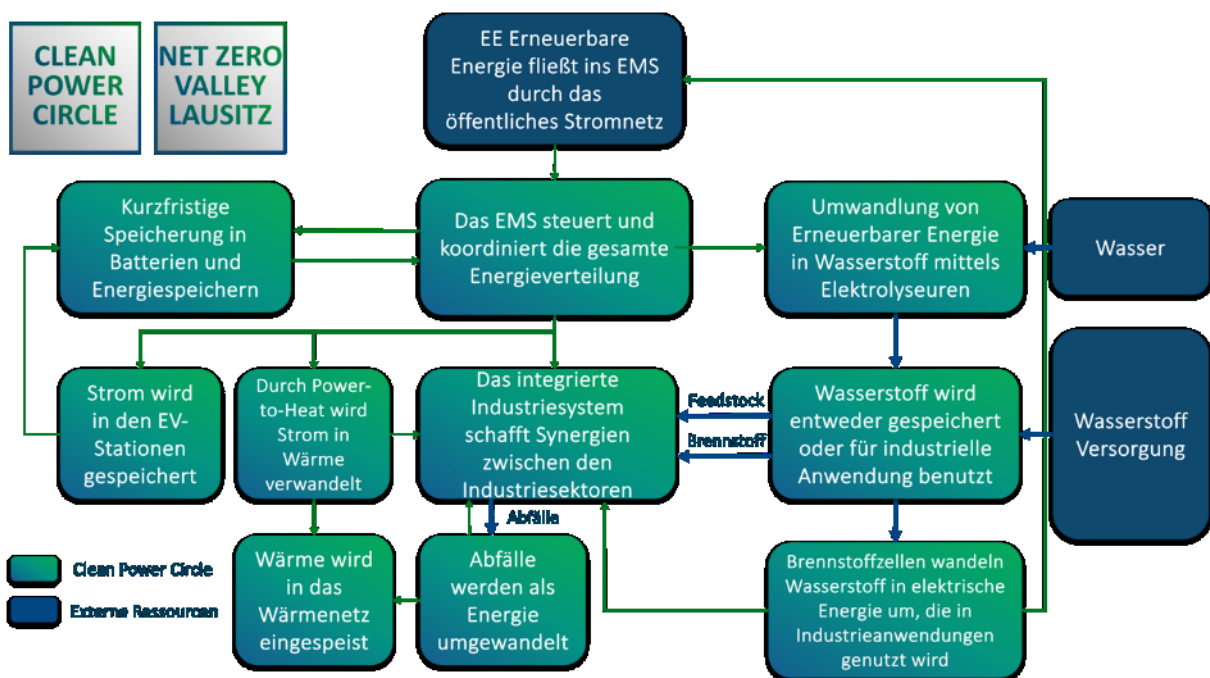 CLEAN
POWER
CIRCLE
NET ZERO
VALLEY
LAUSITZ
EE Erneuerbare
Energie fließt ins EMS
durch das
öffentliches Stromnetz
Kurzfristige
Speicherung in
Batterien und
Energiespeichern
Das EMS steuert und
koordiniert die gesamte
Energieverteilung
Umwandlung von
Erneuerbarer Energie
in Wasserstoff mittels
Elektrolyseuren
Wasser
Strom wird
in den EV-
Stationen
gespeichert
Durch Power-
to-Heat wird
Strom in
Wärme
verwandelt
Das integrierte
Industriesystem
schafft Synergien
zwischen den
Industriesektoren
Feedstock
Brennstoff
Wasserstoff wird
entweder gespeichert
oder für industrielle
Anwendung benutzt
Wasserstoff
Versorgung
Abfälle
Clean Power Circle
Externe Ressourcen
Wärme wird
in das
Wärmenetz
eingespeist
Abfälle
werden als
Energie
umgewandelt
Brennstoffzellen wandeln
Wasserstoff in elektrische
Energie um, die in
Industrieanwendungen
genutzt wird